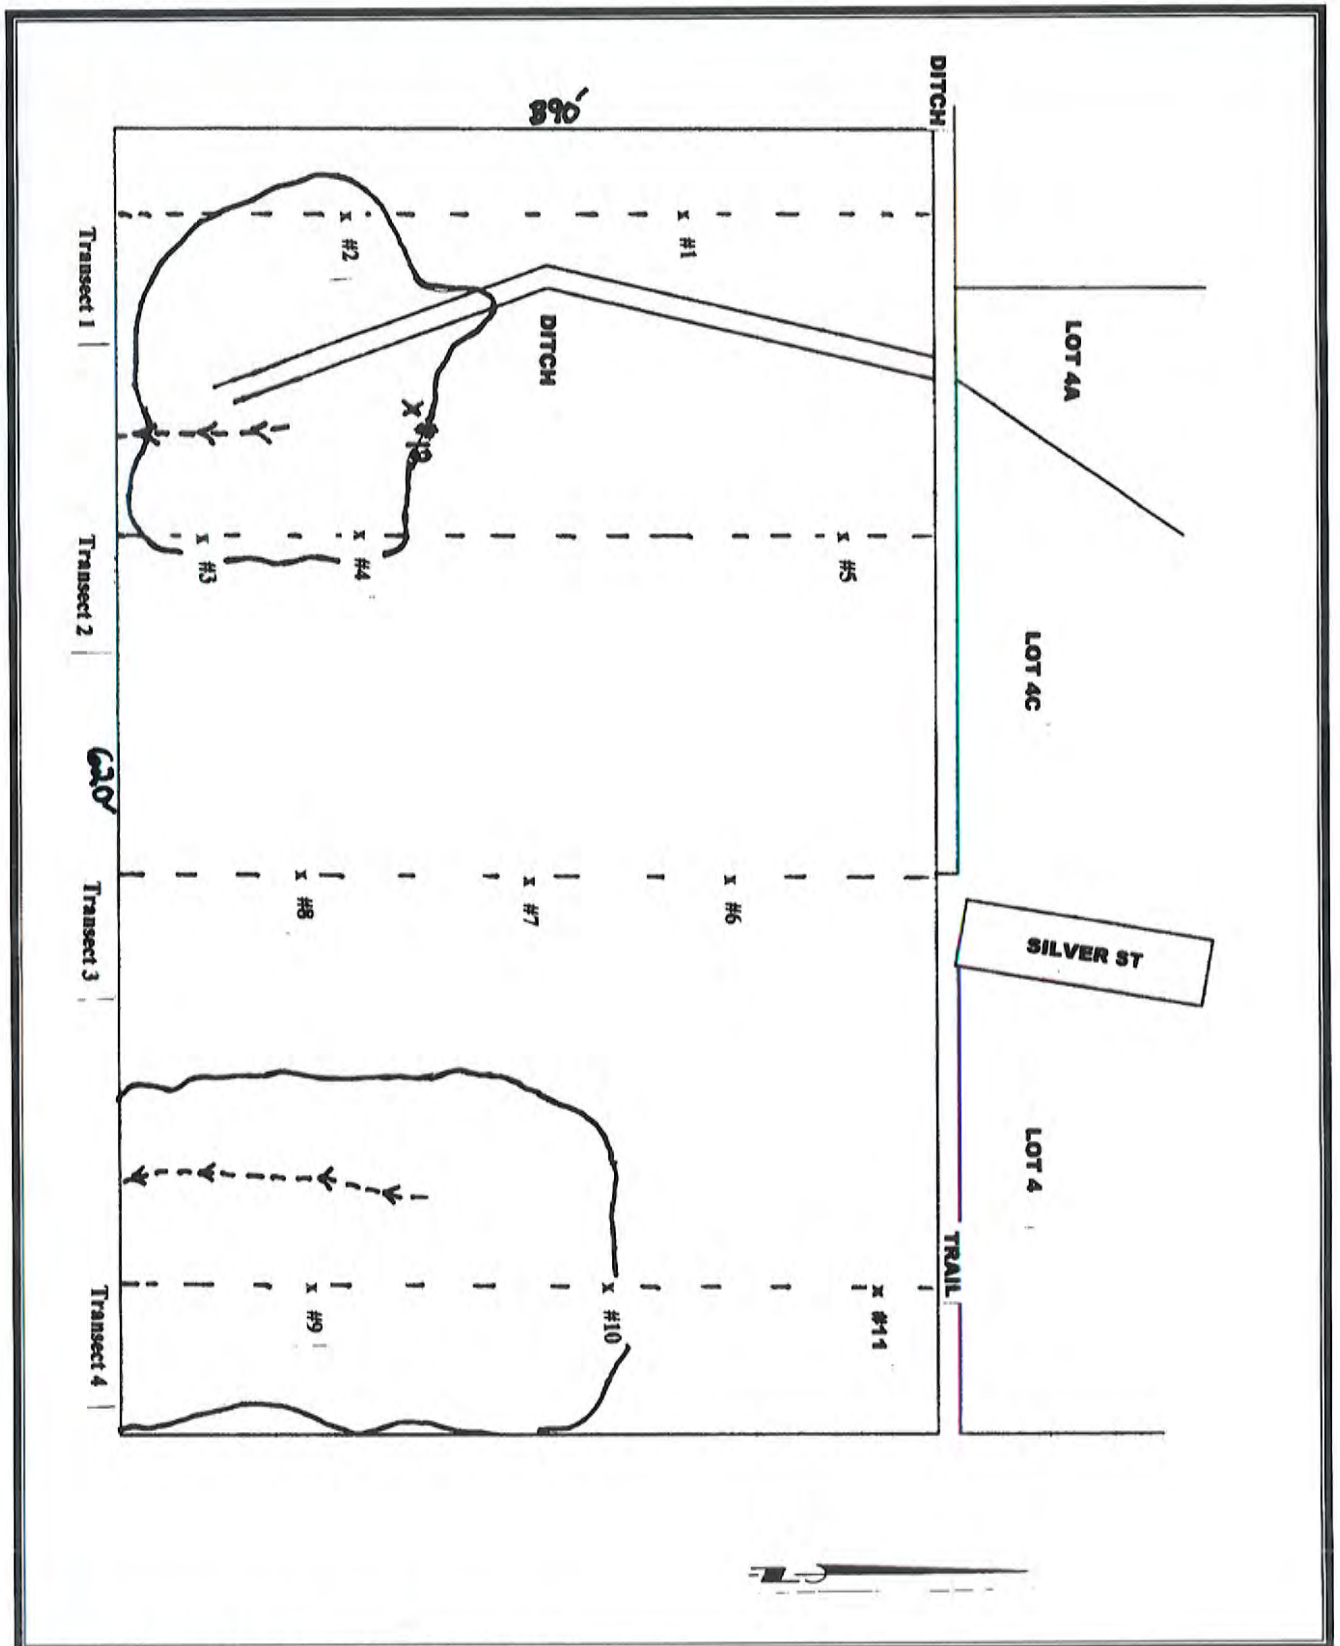 DITCH
390'
LOT 4A
x #1
x #2
DITCH
Transect 1
X #12
LOT 4C
x #5
x #4
x #3
Transect 2
620'
x #6
x #7
x #8
Transect 3
SILVER ST
LOT 4
TRAIL
x #11
x #10
x #9
Transect 4